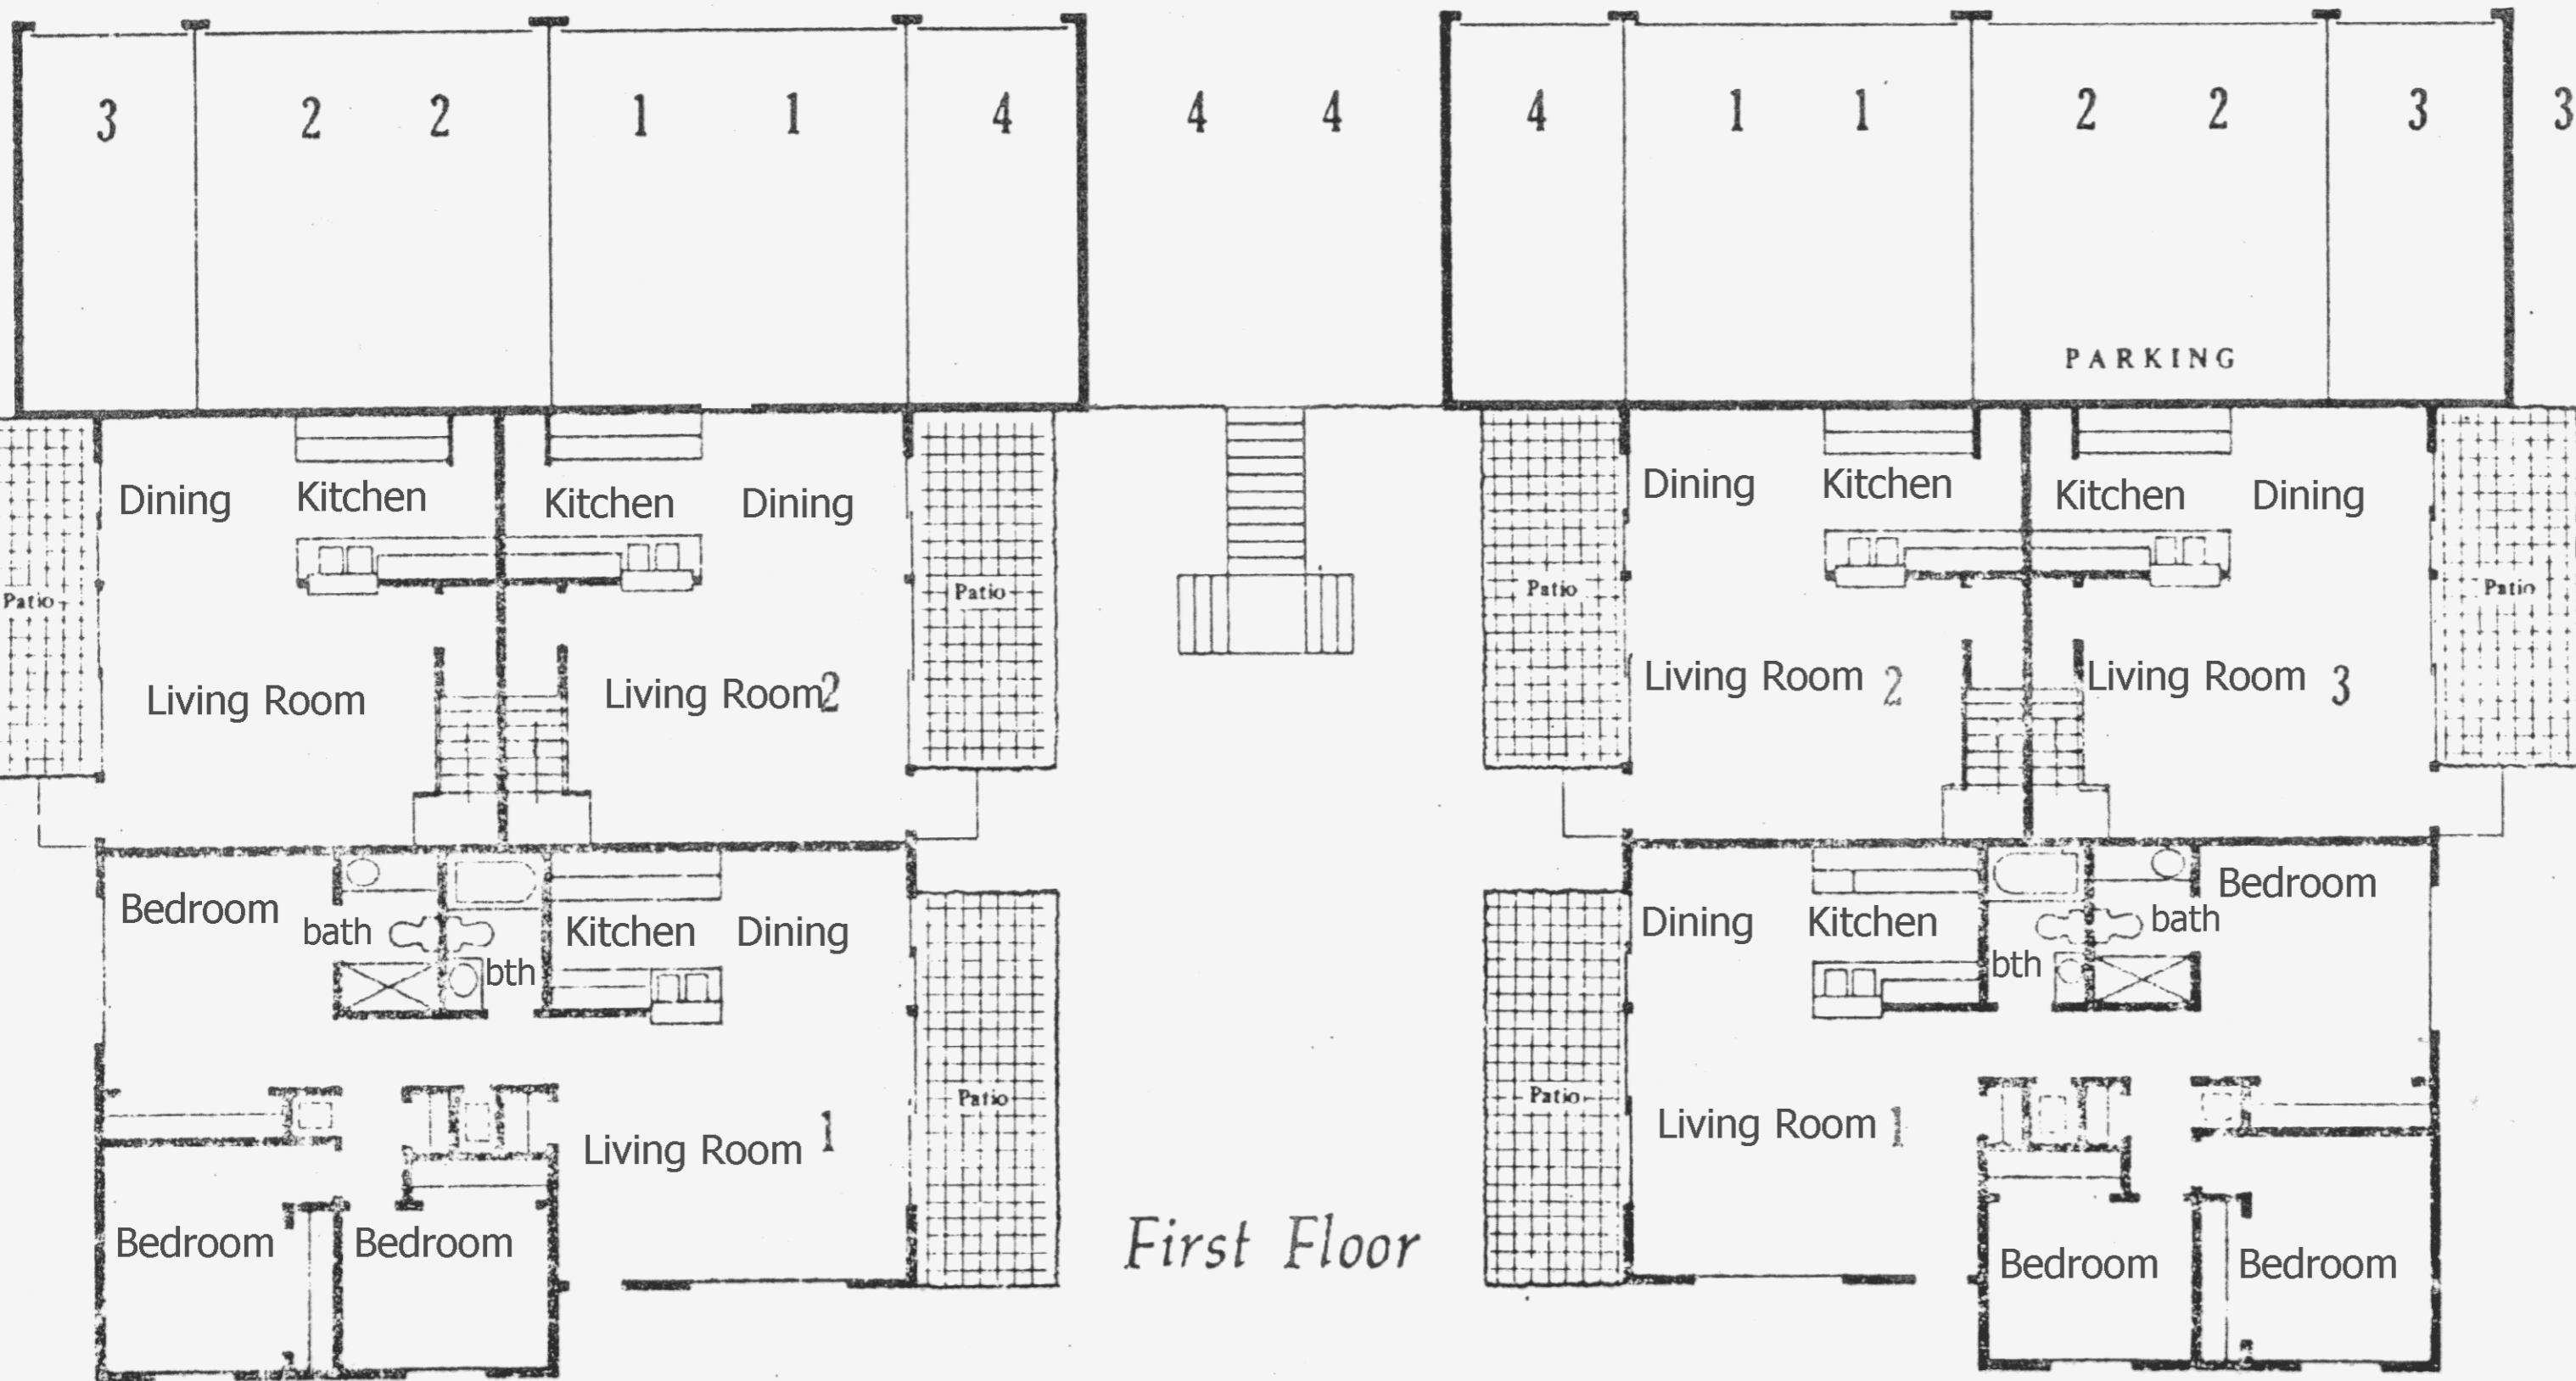 3 2 2 1 1 4 4 4 4 1 1 2 2 3 3
PARKING
Dining Kitchen Kitchen Dining Dining Kitchen Kitchen Dining
Patio Patio Patio Patio
Living Room Living Room 2 Living Room 2 Living Room 3
Bedroom bath bth Kitchen Dining Dining Kitchen bth bath Bedroom
Patio Patio
Living Room 1 Living Room 1
Bedroom Bedroom First Floor Bedroom Bedroom